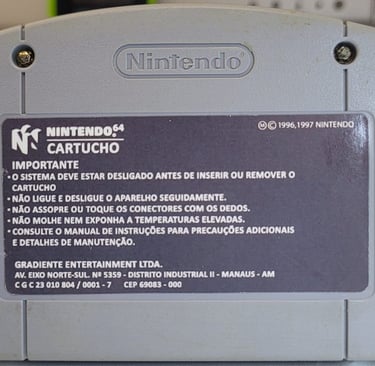 Nintendo
NINTENDO 64
CARTUCHO
Ⓜ© 1996,1997 NINTENDO
IMPORTANTE
• O SISTEMA DEVE ESTAR DESLIGADO ANTES DE INSERIR OU REMOVER O
CARTUCHO
• NÃO LIGUE E DESLIGUE O APARELHO SEGUIDAMENTE.
• NÃO ASSOPRE OU TOQUE OS CONECTORES COM OS DEDOS.
• NÃO MOLHE NEM EXPONHA A TEMPERATURAS ELEVADAS.
• CONSULTE O MANUAL DE INSTRUÇÕES PARA PRECAUÇÕES ADICIONAIS
E DETALHES DE MANUTENÇÃO.
GRADIENTE ENTERTAINMENT LTDA.
AV. EIXO NORTE-SUL. Nº 5359 - DISTRITO INDUSTRIAL II - MANAUS - AM
C G C 23 010 804 / 0001 - 7 CEP 69083 - 000